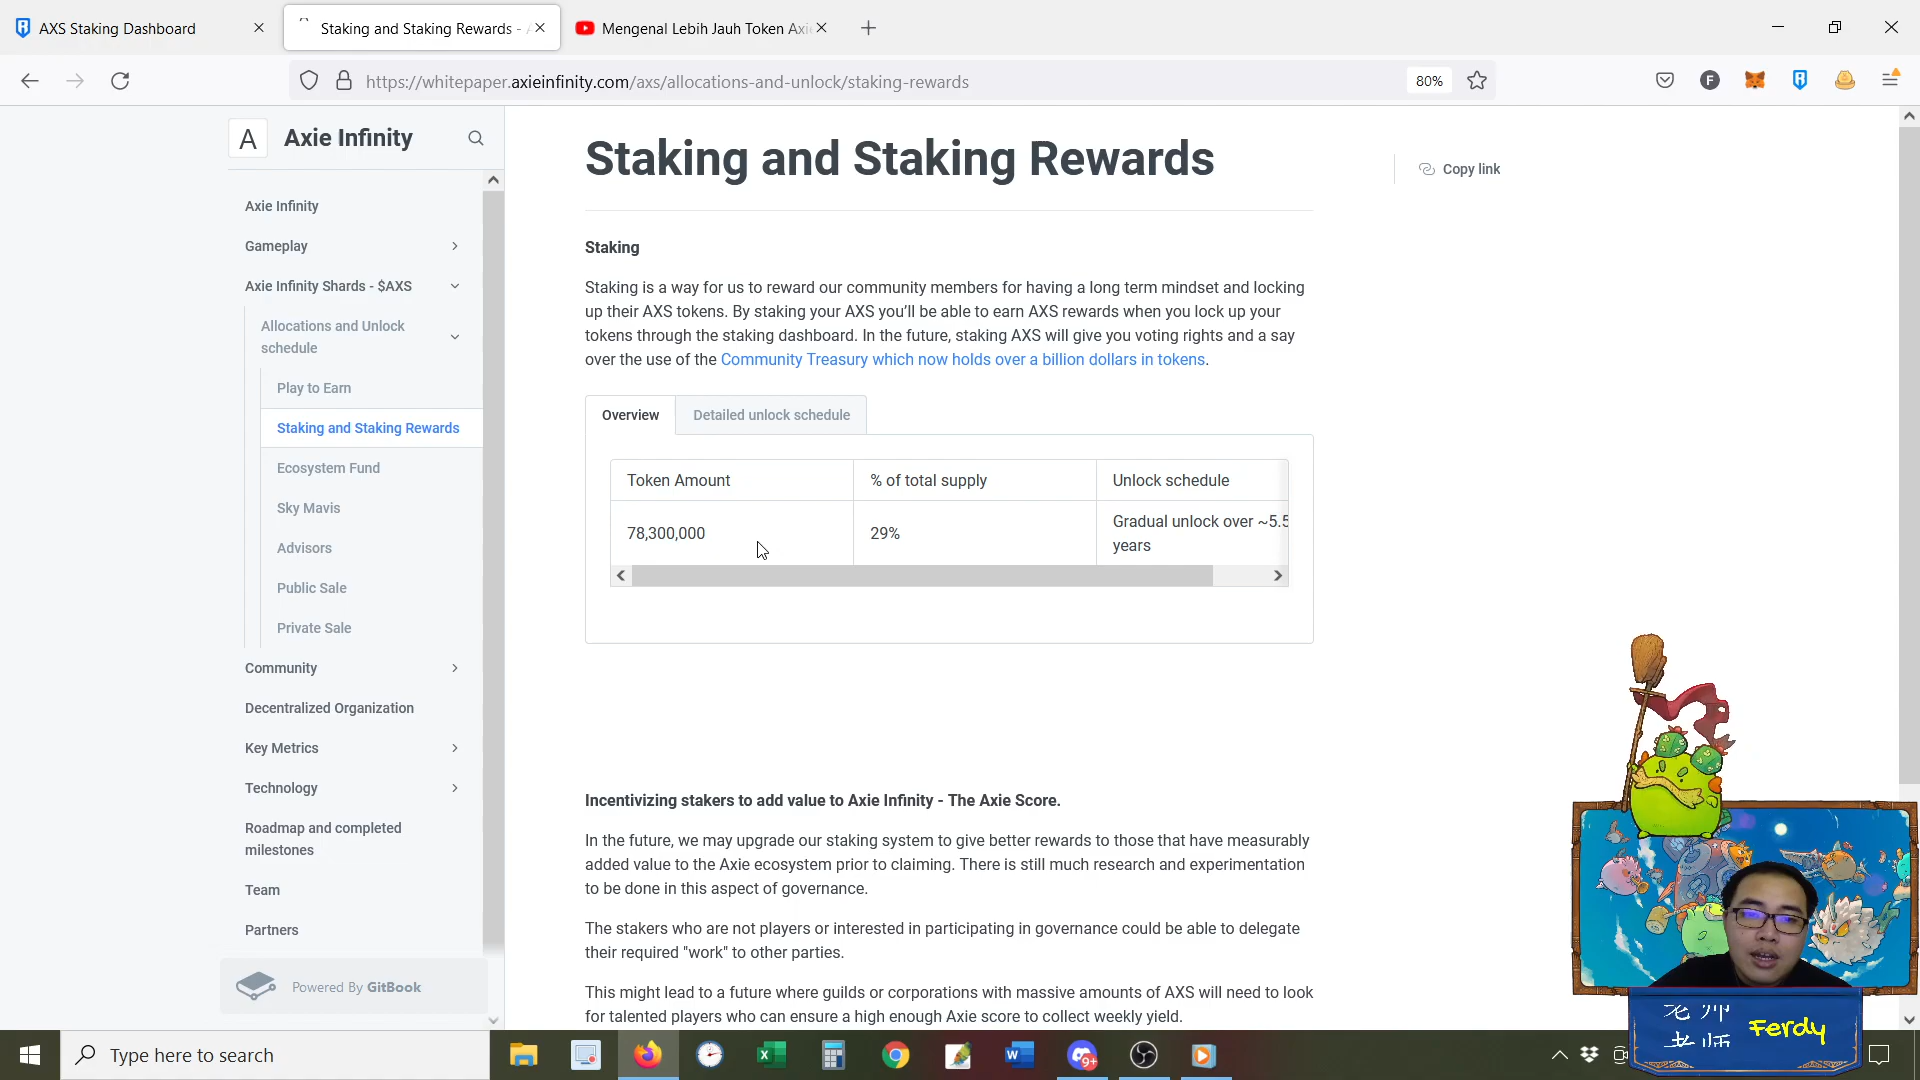 AXS Staking Dashboard
Staking and Staking Rewards -
Mengenal Lebih Jauh Token Axi
https://whitepaper.axieinfinity.com/axs/allocations-and-unlock/staking-rewards
80%
F
A
Axie Infinity
Axie Infinity
Gameplay
Axie Infinity Shards - $AXS
Allocations and Unlock
schedule
Play to Earn
Staking and Staking Rewards
Ecosystem Fund
Sky Mavis
Advisors
Public Sale
Private Sale
Community
Decentralized Organization
Key Metrics
Technology
Roadmap and completed
milestones
Team
Partners
Powered By GitBook
Staking and Staking Rewards
Copy link
Staking
Staking is a way for us to reward our community members for having a long term mindset and locking
up their AXS tokens. By staking your AXS you’ll be able to earn AXS rewards when you lock up your
tokens through the staking dashboard. In the future, staking AXS will give you voting rights and a say
over the use of the Community Treasury which now holds over a billion dollars in tokens.
Overview
Detailed unlock schedule
Token Amount
% of total supply
Unlock schedule
78,300,000
29%
Gradual unlock over ~5.5
years
Incentivizing stakers to add value to Axie Infinity - The Axie Score.
In the future, we may upgrade our staking system to give better rewards to those that have measurably
added value to the Axie ecosystem prior to claiming. There is still much research and experimentation
to be done in this aspect of governance.
The stakers who are not players or interested in participating in governance could be able to delegate
their required "work" to other parties.
This might lead to a future where guilds or corporations with massive amounts of AXS will need to look
for talented players who can ensure a high enough Axie score to collect weekly yield.
Ferdy
Type here to search
9+